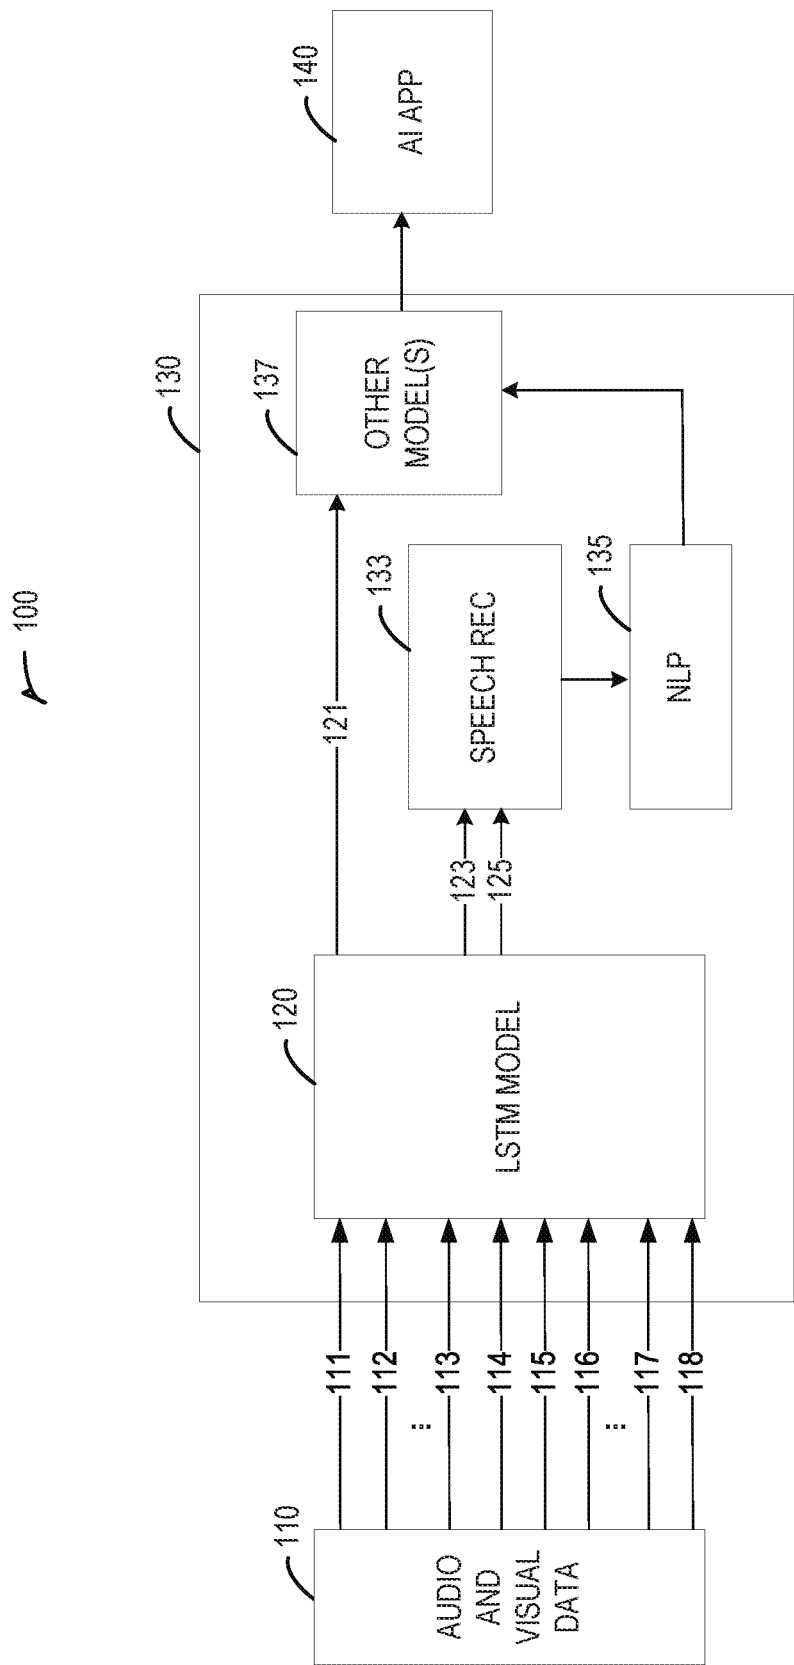 100
110
AUDIO
AND
VISUAL
DATA
111
112
...
113
114
115
116
...
117
118
120
LSTM MODEL
121
123
125
130
133
SPEECH REC
135
NLP
137
OTHER
MODEL(S)
140
AI APP